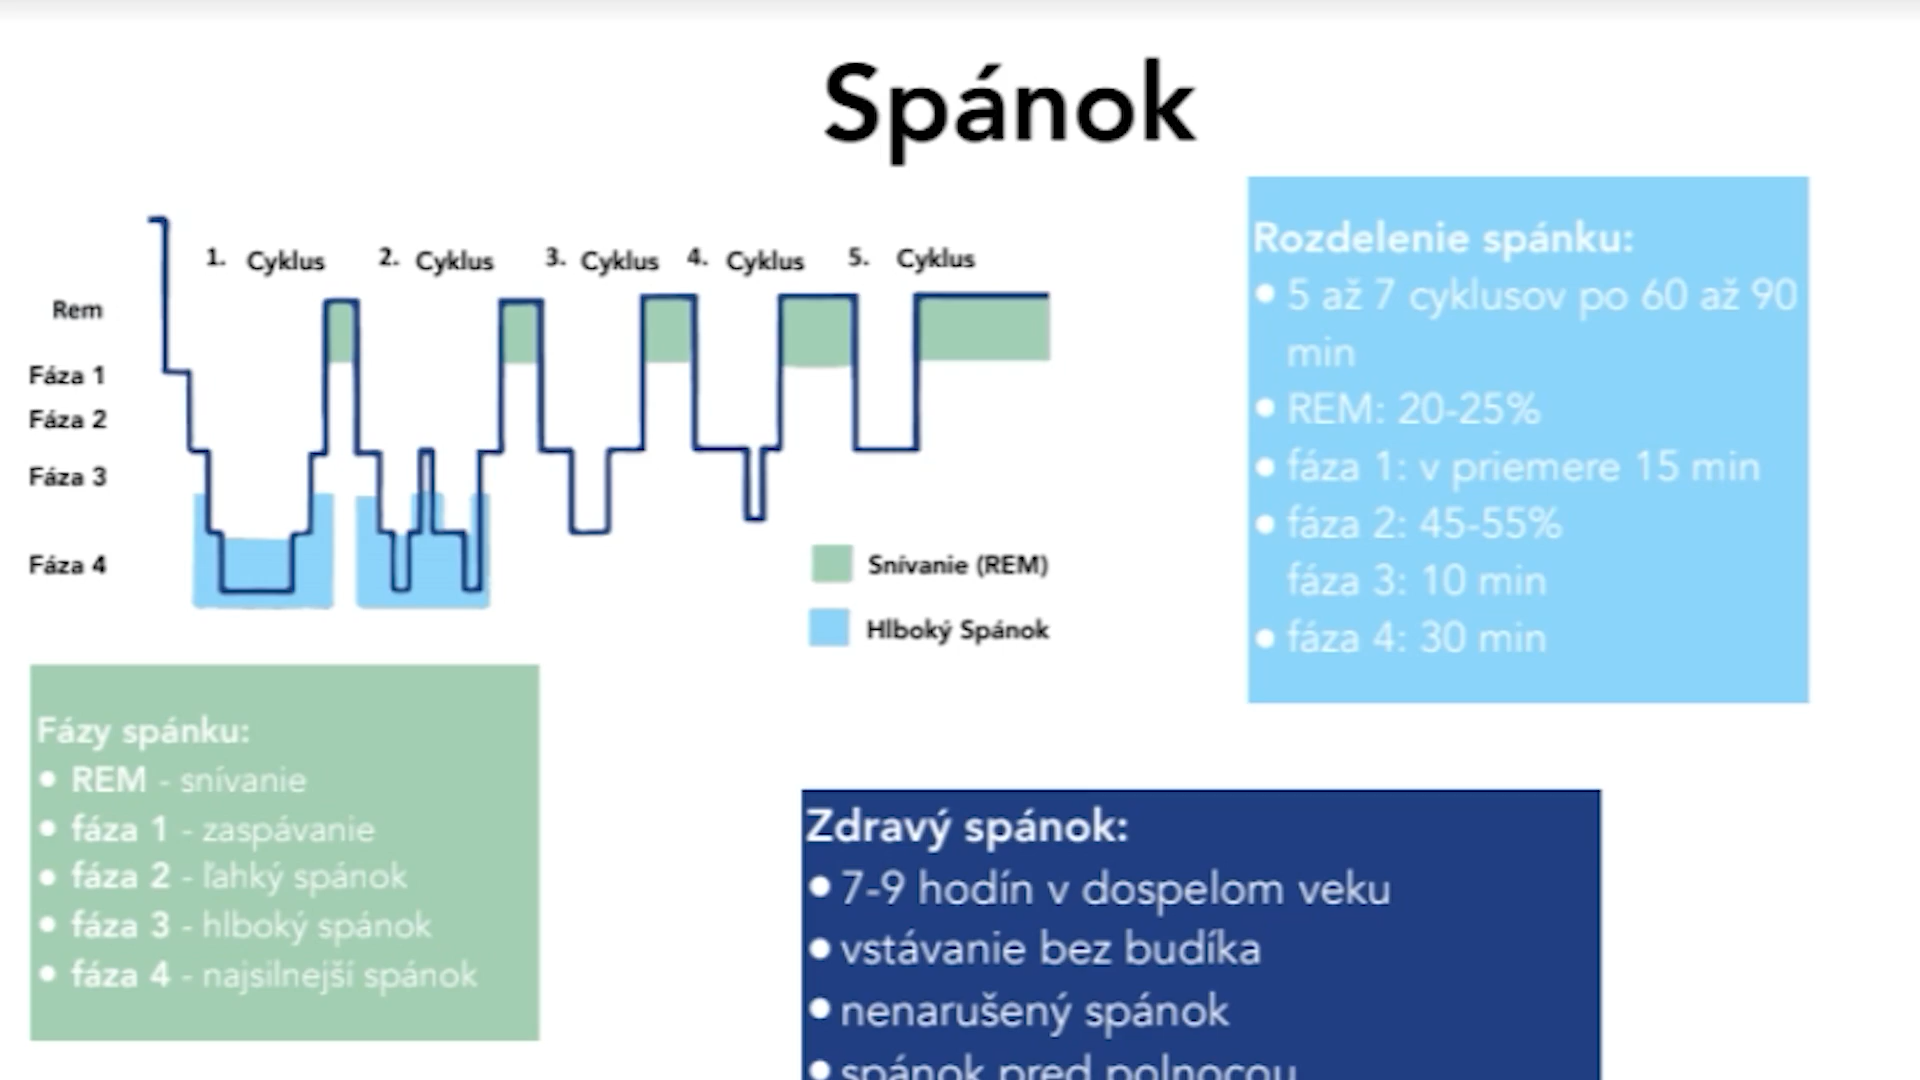 Spánok
1. Cyklus 2. Cyklus 3. Cyklus 4. Cyklus 5. Cyklus
Rem
Fáza 1
Fáza 2
Fáza 3
Fáza 4
Snívanie (REM)
Hlboký Spánok
Rozdelenie spánku:
• 5 až 7 cyklusov po 60 až 90
min
• REM: 20-25%
• fáza 1: v priemere 15 min
• fáza 2: 45-55%
fáza 3: 10 min
• fáza 4: 30 min
Fázy spánku:
• REM - snívanie
• fáza 1 - zaspávanie
• fáza 2 - ľahký spánok
• fáza 3 - hlboký spánok
• fáza 4 - najsilnejší spánok
Zdravý spánok:
• 7-9 hodín v dospelom veku
• vstávanie bez budíka
• nenarušený spánok
• spánok pred polnocou